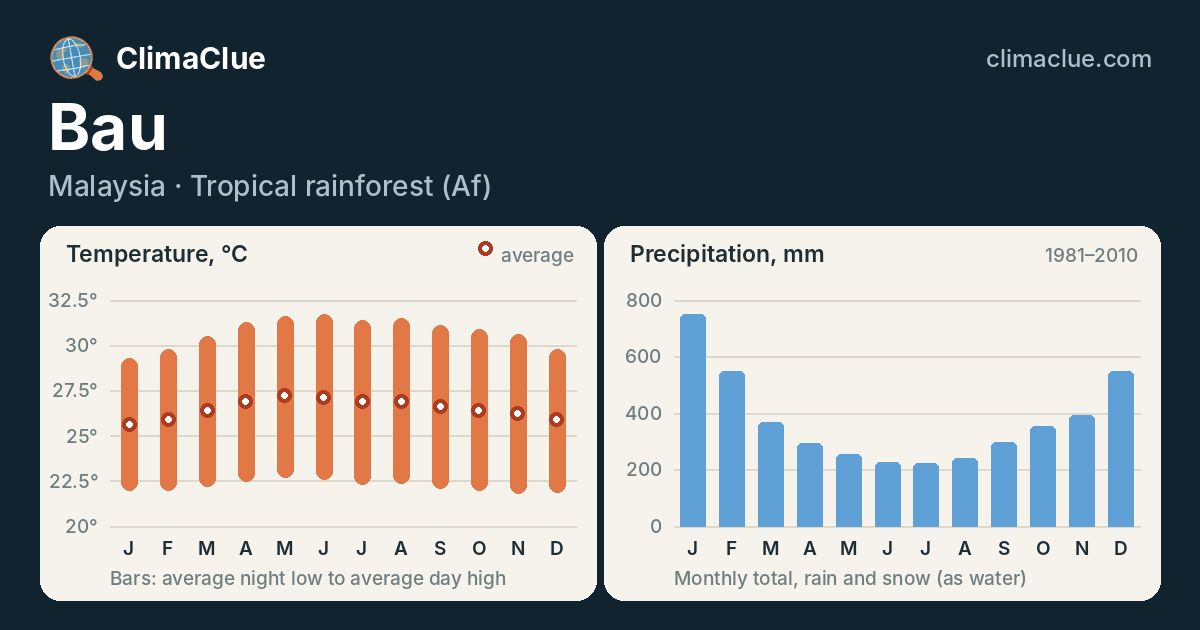 ClimaClue
climaclue.com
Bau
Malaysia · Tropical rainforest (Af)
Temperature, °C
average
32.5°
30°
27.5°
25°
22.5°
20°
J F M A M J J A S O N D
Bars: average night low to average day high
Precipitation, mm
1981–2010
800
600
400
200
0
J F M A M J J A S O N D
Monthly total, rain and snow (as water)